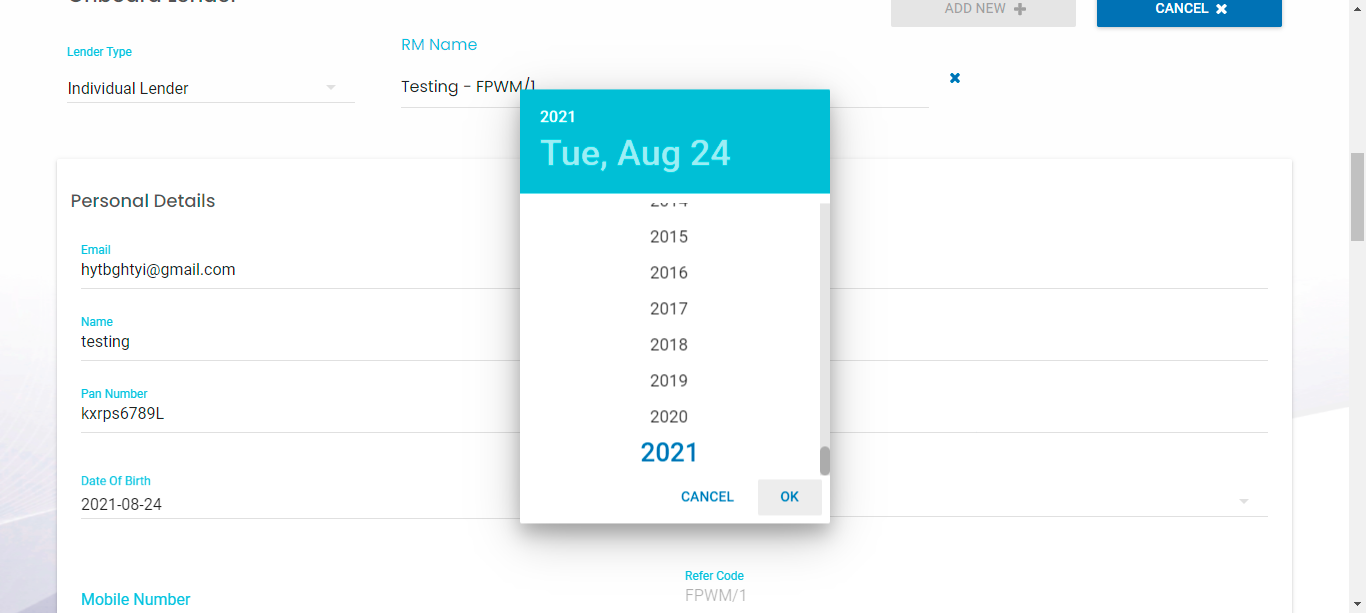 Onboard Lender
ADD NEW
CANCEL
Lender Type
RM Name
Individual Lender
Testing - FPWM/1
2021
Tue, Aug 24
Personal Details
2014
2015
Email
hytbghtyi@gmail.com
2016
2017
Name
testing
2018
2019
Pan Number
kxrps6789L
2020
2021
Date Of Birth
2021-08-24
CANCEL
OK
Mobile Number
Refer Code
FPWM/1